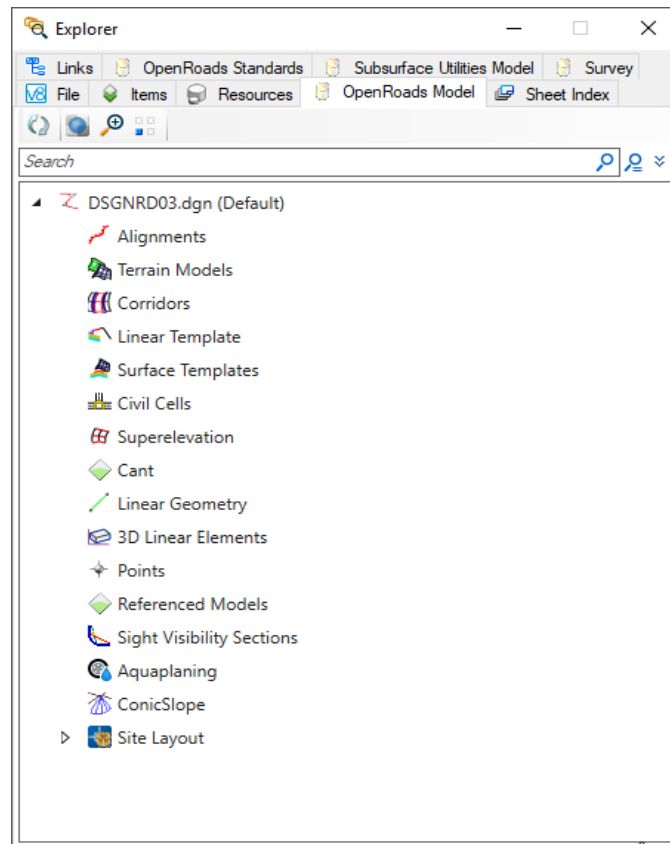 Explorer
Links OpenRoads Standards Subsurface Utilities Model Survey
V8 File Items Resources OpenRoads Model Sheet Index
Search
DSGNRD03.dgn (Default)
Alignments
Terrain Models
Corridors
Linear Template
Surface Templates
Civil Cells
Superelevation
Cant
Linear Geometry
3D Linear Elements
Points
Referenced Models
Sight Visibility Sections
Aquaplaning
ConicSlope
Site Layout